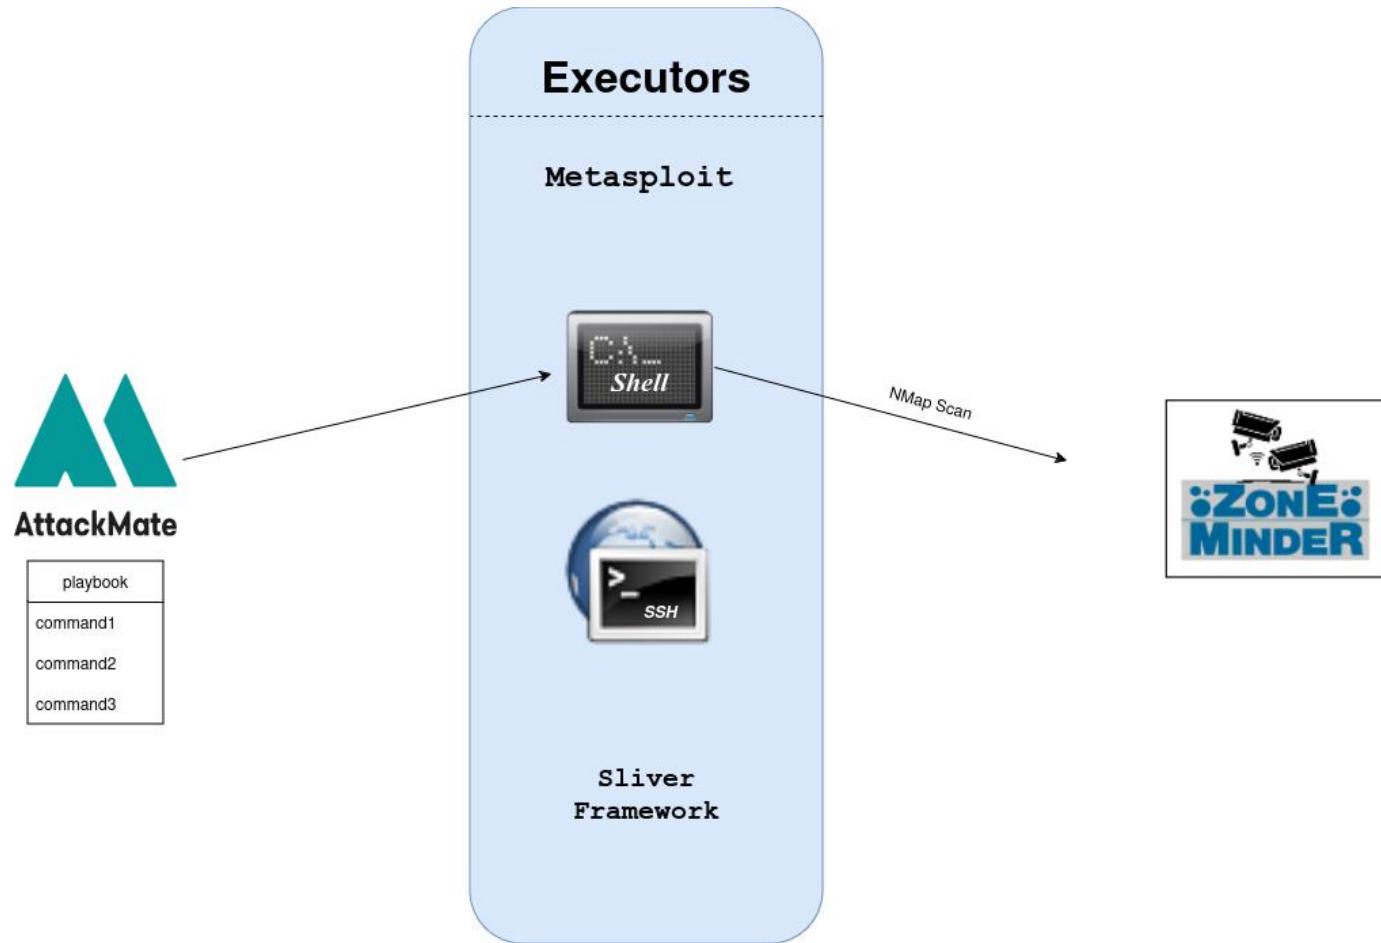 Executors
Metasploit
C:\_
Shell
NMap Scan
AttackMate
playbook
command1
command2
command3
>_
SSH
ZONE
MINDER
Sliver
Framework